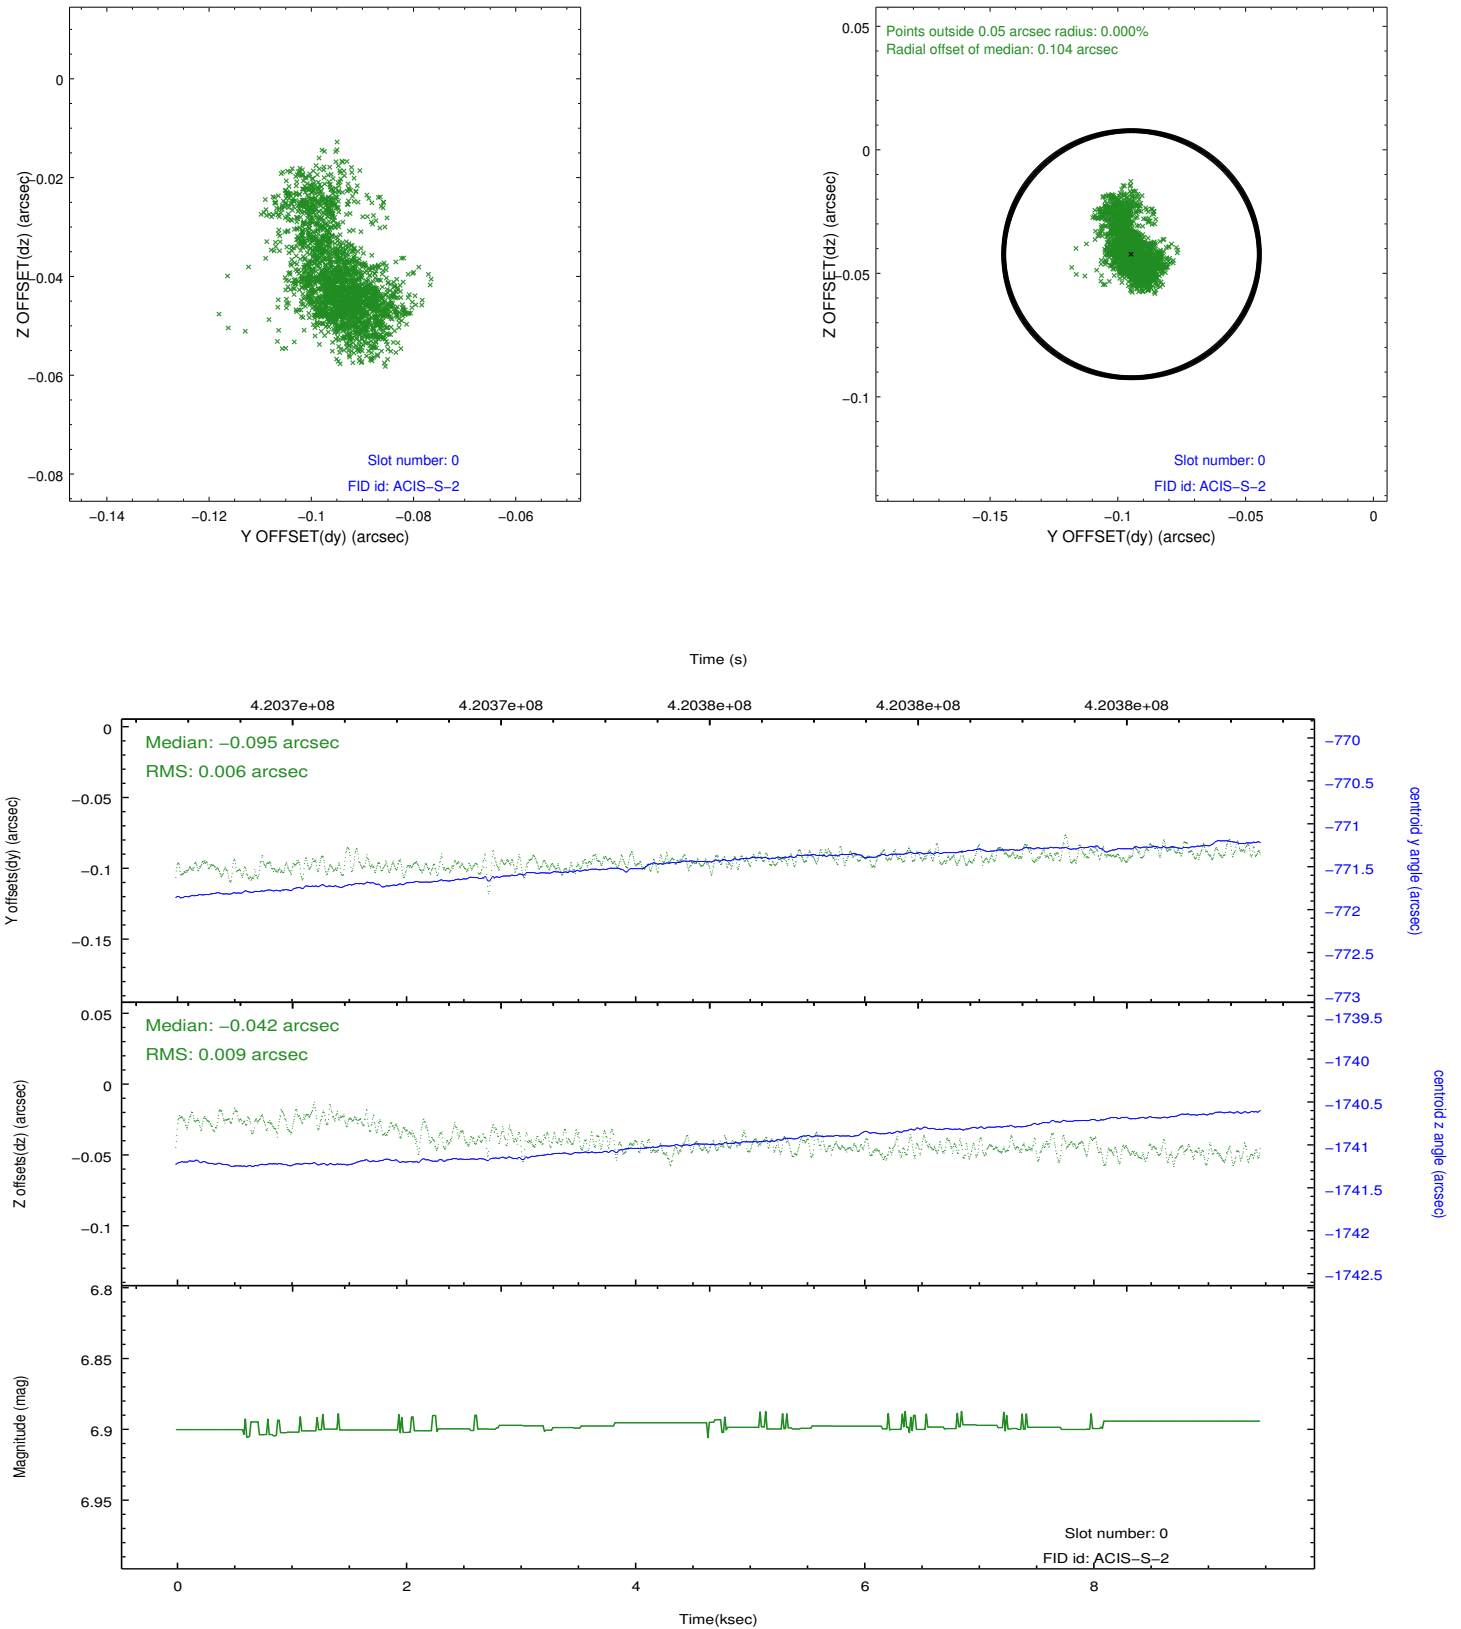 0
−0.02
−0.04
−0.06
−0.08
Z OFFSET(dz) (arcsec)
Slot number: 0
FID id: ACIS−S−2
−0.14 −0.12 −0.1 −0.08 −0.06
Y OFFSET(dy) (arcsec)
Points outside 0.05 arcsec radius: 0.000%
Radial offset of median: 0.104 arcsec
0.05
0
−0.05
−0.1
Z OFFSET(dz) (arcsec)
Slot number: 0
FID id: ACIS−S−2
−0.15 −0.1 −0.05 0
Y OFFSET(dy) (arcsec)
Time (s)
4.2037e+08 4.2037e+08 4.2038e+08 4.2038e+08 4.2038e+08
Median: −0.095 arcsec
RMS: 0.006 arcsec
0
−0.05
−0.1
−0.15
Y offsets(dy) (arcsec)
−770
−770.5
−771
−771.5
−772
−772.5
−773
centroid y angle (arcsec)
Median: −0.042 arcsec
RMS: 0.009 arcsec
0.05
0
−0.05
−0.1
Z offsets(dz) (arcsec)
−1739.5
−1740
−1740.5
−1741
−1741.5
−1742
−1742.5
centroid z angle (arcsec)
6.8
6.85
6.9
6.95
Magnitude (mag)
Slot number: 0
FID id: ACIS−S−2
0 2 4 6 8
Time(ksec)